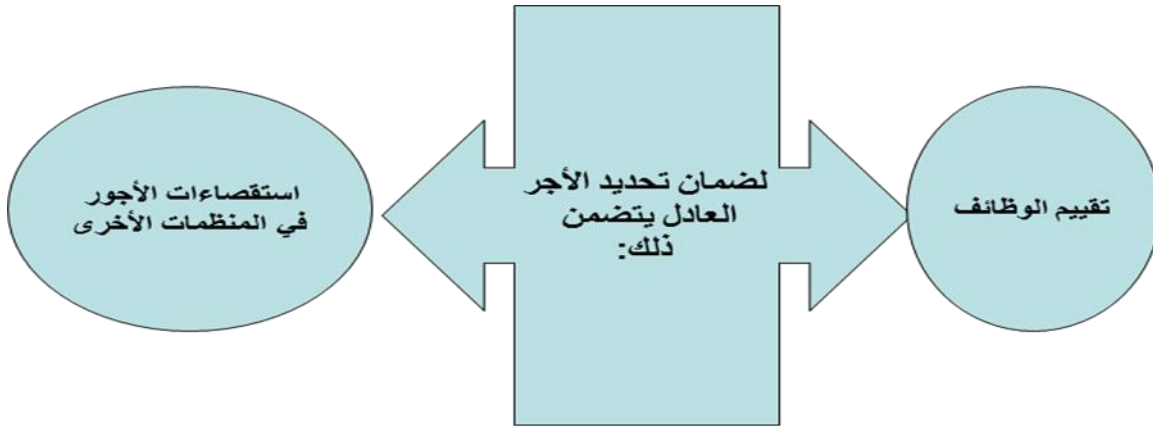 لضمان تحديد الأجر
العادل يتضمن
ذلك:
تقييم الوظائف
استقصاءات الأجور
في المنظمات الأخرى